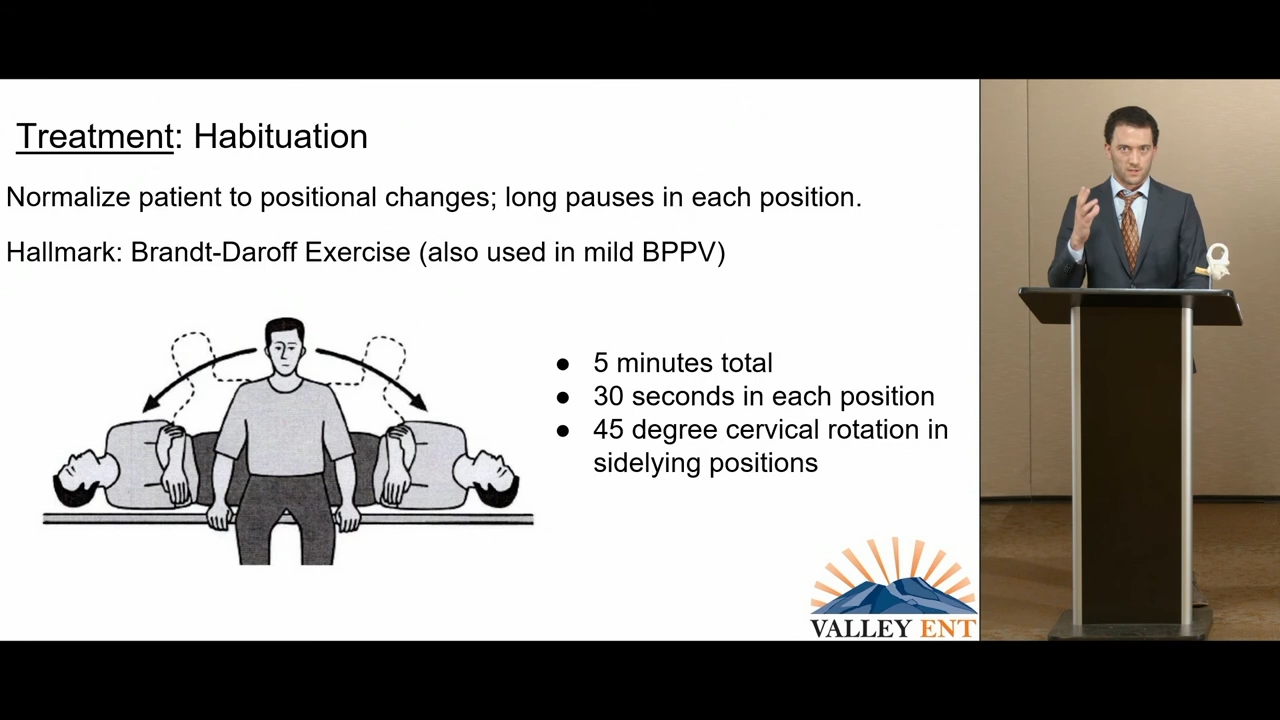 Treatment: Habituation
Normalize patient to positional changes; long pauses in each position.
Hallmark: Brandt-Daroff Exercise (also used in mild BPPV)
● 5 minutes total
● 30 seconds in each position
● 45 degree cervical rotation in
sidelying positions
VALLEY ENT